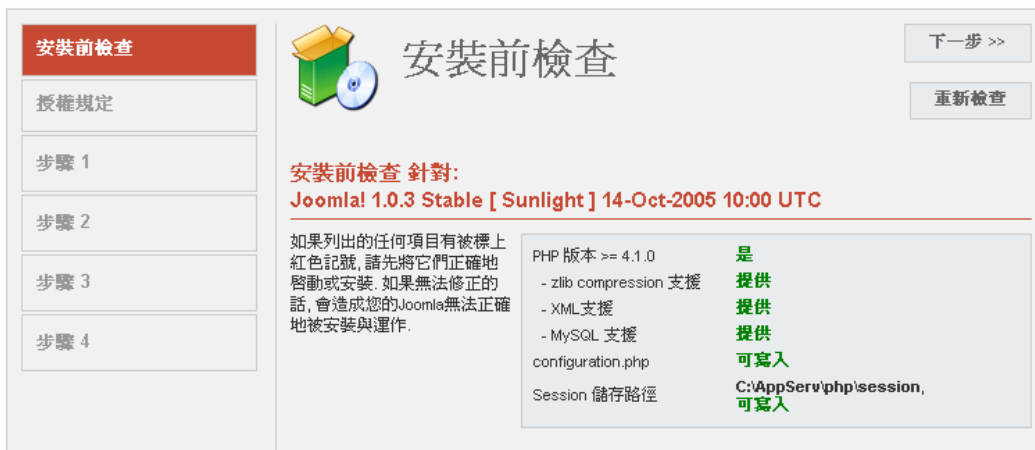 安裝前檢查
授權規定
步驟 1
步驟 2
步驟 3
步驟 4
安裝前檢查
下一步 >>
重新檢查
安裝前檢查 針對:
Joomla! 1.0.3 Stable [ Sunlight ] 14-Oct-2005 10:00 UTC
如果列出的任何項目有被標上
紅色記號, 請先將它們正確地
啓動或安裝. 如果無法修正的
話, 會造成您的Joomla無法正確
地被安裝與運作.
PHP 版本 >= 4.1.0 是
- zlib compression 支援 提供
- XML支援 提供
- MySQL 支援 提供
configuration.php 可寫入
Session 儲存路徑 C:\AppServ\php\session,
可寫入